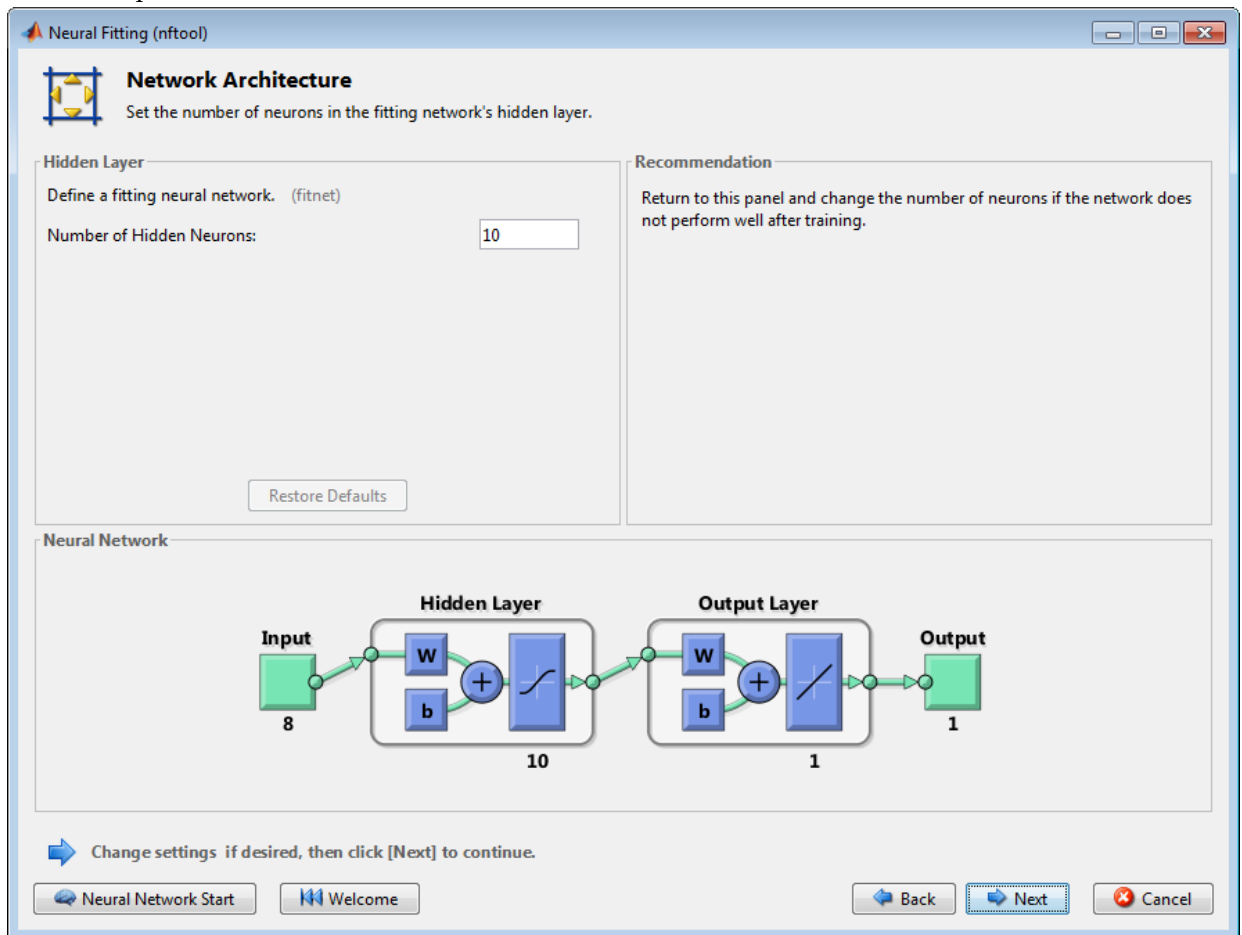 Neural Fitting (nftool)
Network Architecture
Set the number of neurons in the fitting network's hidden layer.
Hidden Layer
Define a fitting neural network. (fitnet)
Number of Hidden Neurons: 10
Restore Defaults
Recommendation
Return to this panel and change the number of neurons if the network does
not perform well after training.
Neural Network
Hidden Layer
Output Layer
Input
Output
W
b
+
W
b
+
8
10
1
1
Change settings if desired, then click [Next] to continue.
Neural Network Start
Welcome
Back
Next
Cancel